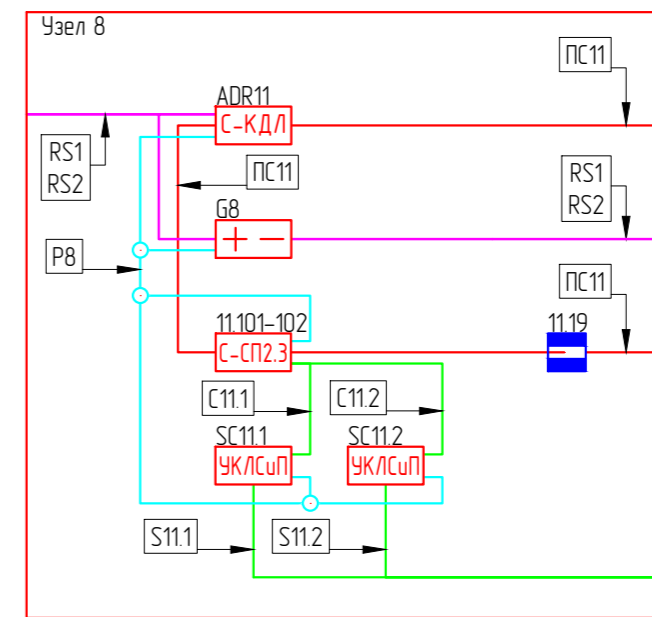 Узел 8
ПС11
ADR11
С-КДЛ
RS1
RS2
ПС11
RS1
RS2
G8
+ -
P8
ПС11
11.101-102
11.19
С-СП2.3
С11.1
С11.2
SC11.1
SC11.2
УКЛСиП
УКЛСиП
S11.1
S11.2